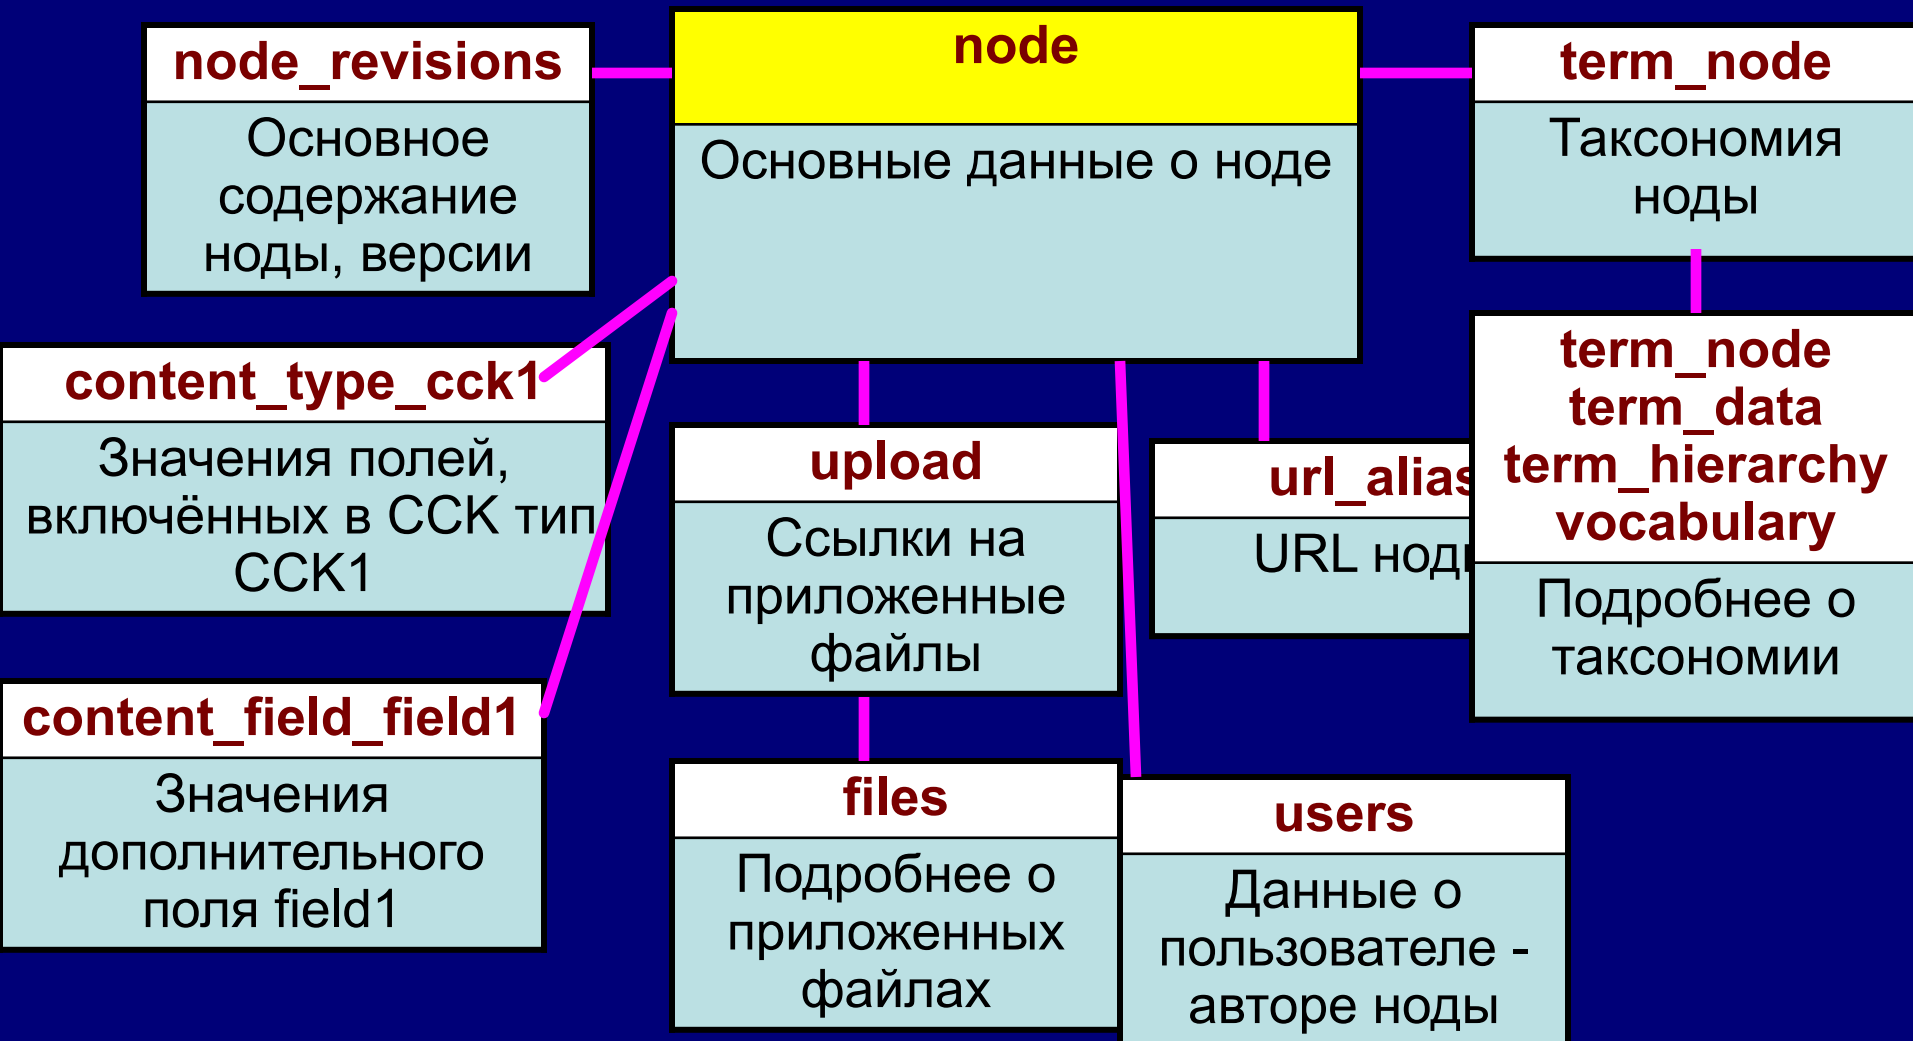 node_revisions
Основное
содержание
ноды, версии
node
Основные данные о ноде
term_node
Таксономия
ноды
content_type_cck1
Значения полей,
включённых в CCK тип
CCK1
upload
Ссылки на
приложенные
файлы
url_alias
URL
term_node
term_data
term_hierarchy
vocabulary
Подробнее о
таксономии
content_field_field1
Значения
дополнительного
поля field1
files
Подробнее о
приложенных
файлах
users
Данные о
пользователе -
авторе ноды